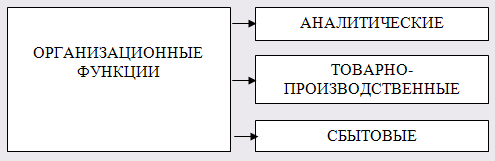 ОРГАНИЗАЦИОННЫЕ
ФУНКЦИИ
АНАЛИТИЧЕСКИЕ
ТОВАРНО-
ПРОИЗВОДСТВЕННЫЕ
СБЫТОВЫЕ